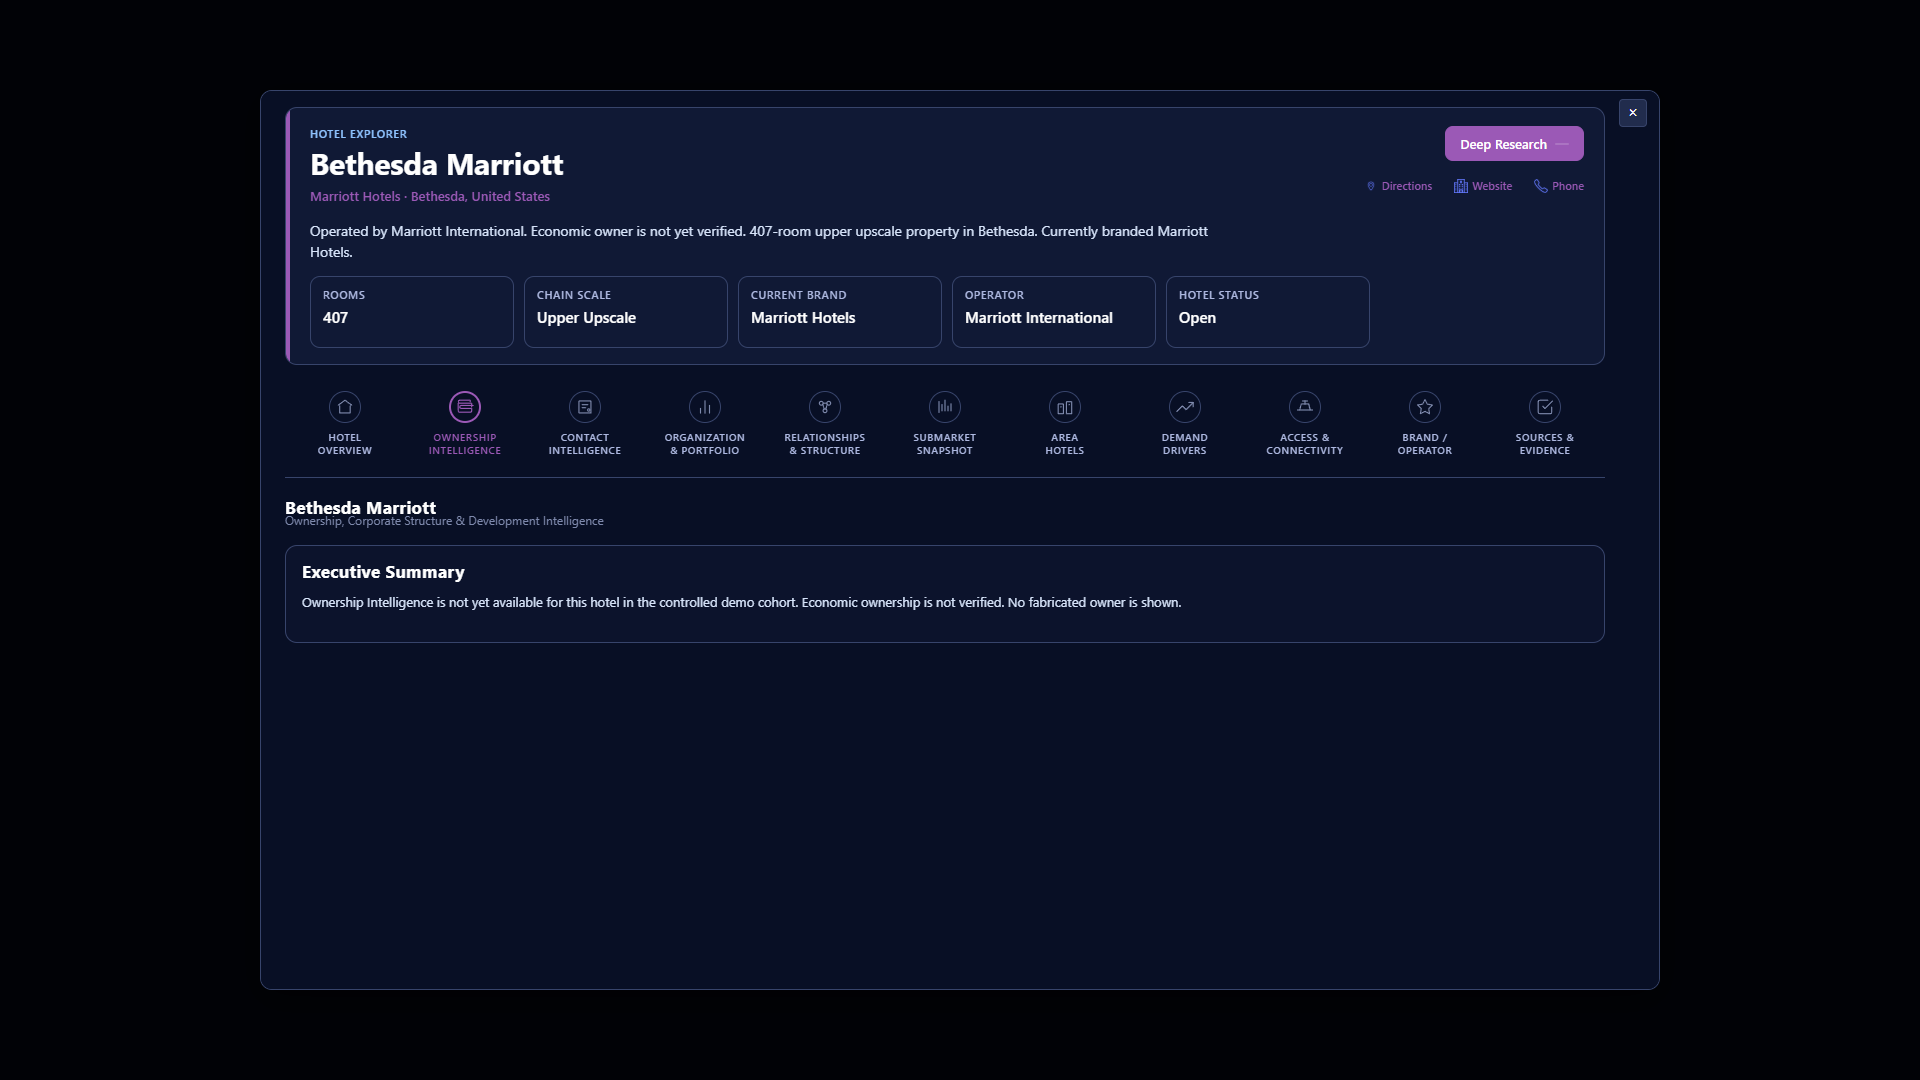 ×
HOTEL EXPLORER
Bethesda Marriott
Marriott Hotels · Bethesda, United States
Deep Research —
Directions
Website
Phone
Operated by Marriott International. Economic owner is not yet verified. 407-room upper upscale property in Bethesda. Currently branded Marriott
Hotels.
ROOMS
407
CHAIN SCALE
Upper Upscale
CURRENT BRAND
Marriott Hotels
OPERATOR
Marriott International
HOTEL STATUS
Open
HOTEL
OVERVIEW
OWNERSHIP
INTELLIGENCE
CONTACT
INTELLIGENCE
ORGANIZATION
& PORTFOLIO
RELATIONSHIPS
& STRUCTURE
SUBMARKET
SNAPSHOT
AREA
HOTELS
DEMAND
DRIVERS
ACCESS &
CONNECTIVITY
BRAND /
OPERATOR
SOURCES &
EVIDENCE
Bethesda Marriott
Ownership, Corporate Structure & Development Intelligence
Executive Summary
Ownership Intelligence is not yet available for this hotel in the controlled demo cohort. Economic ownership is not verified. No fabricated owner is shown.